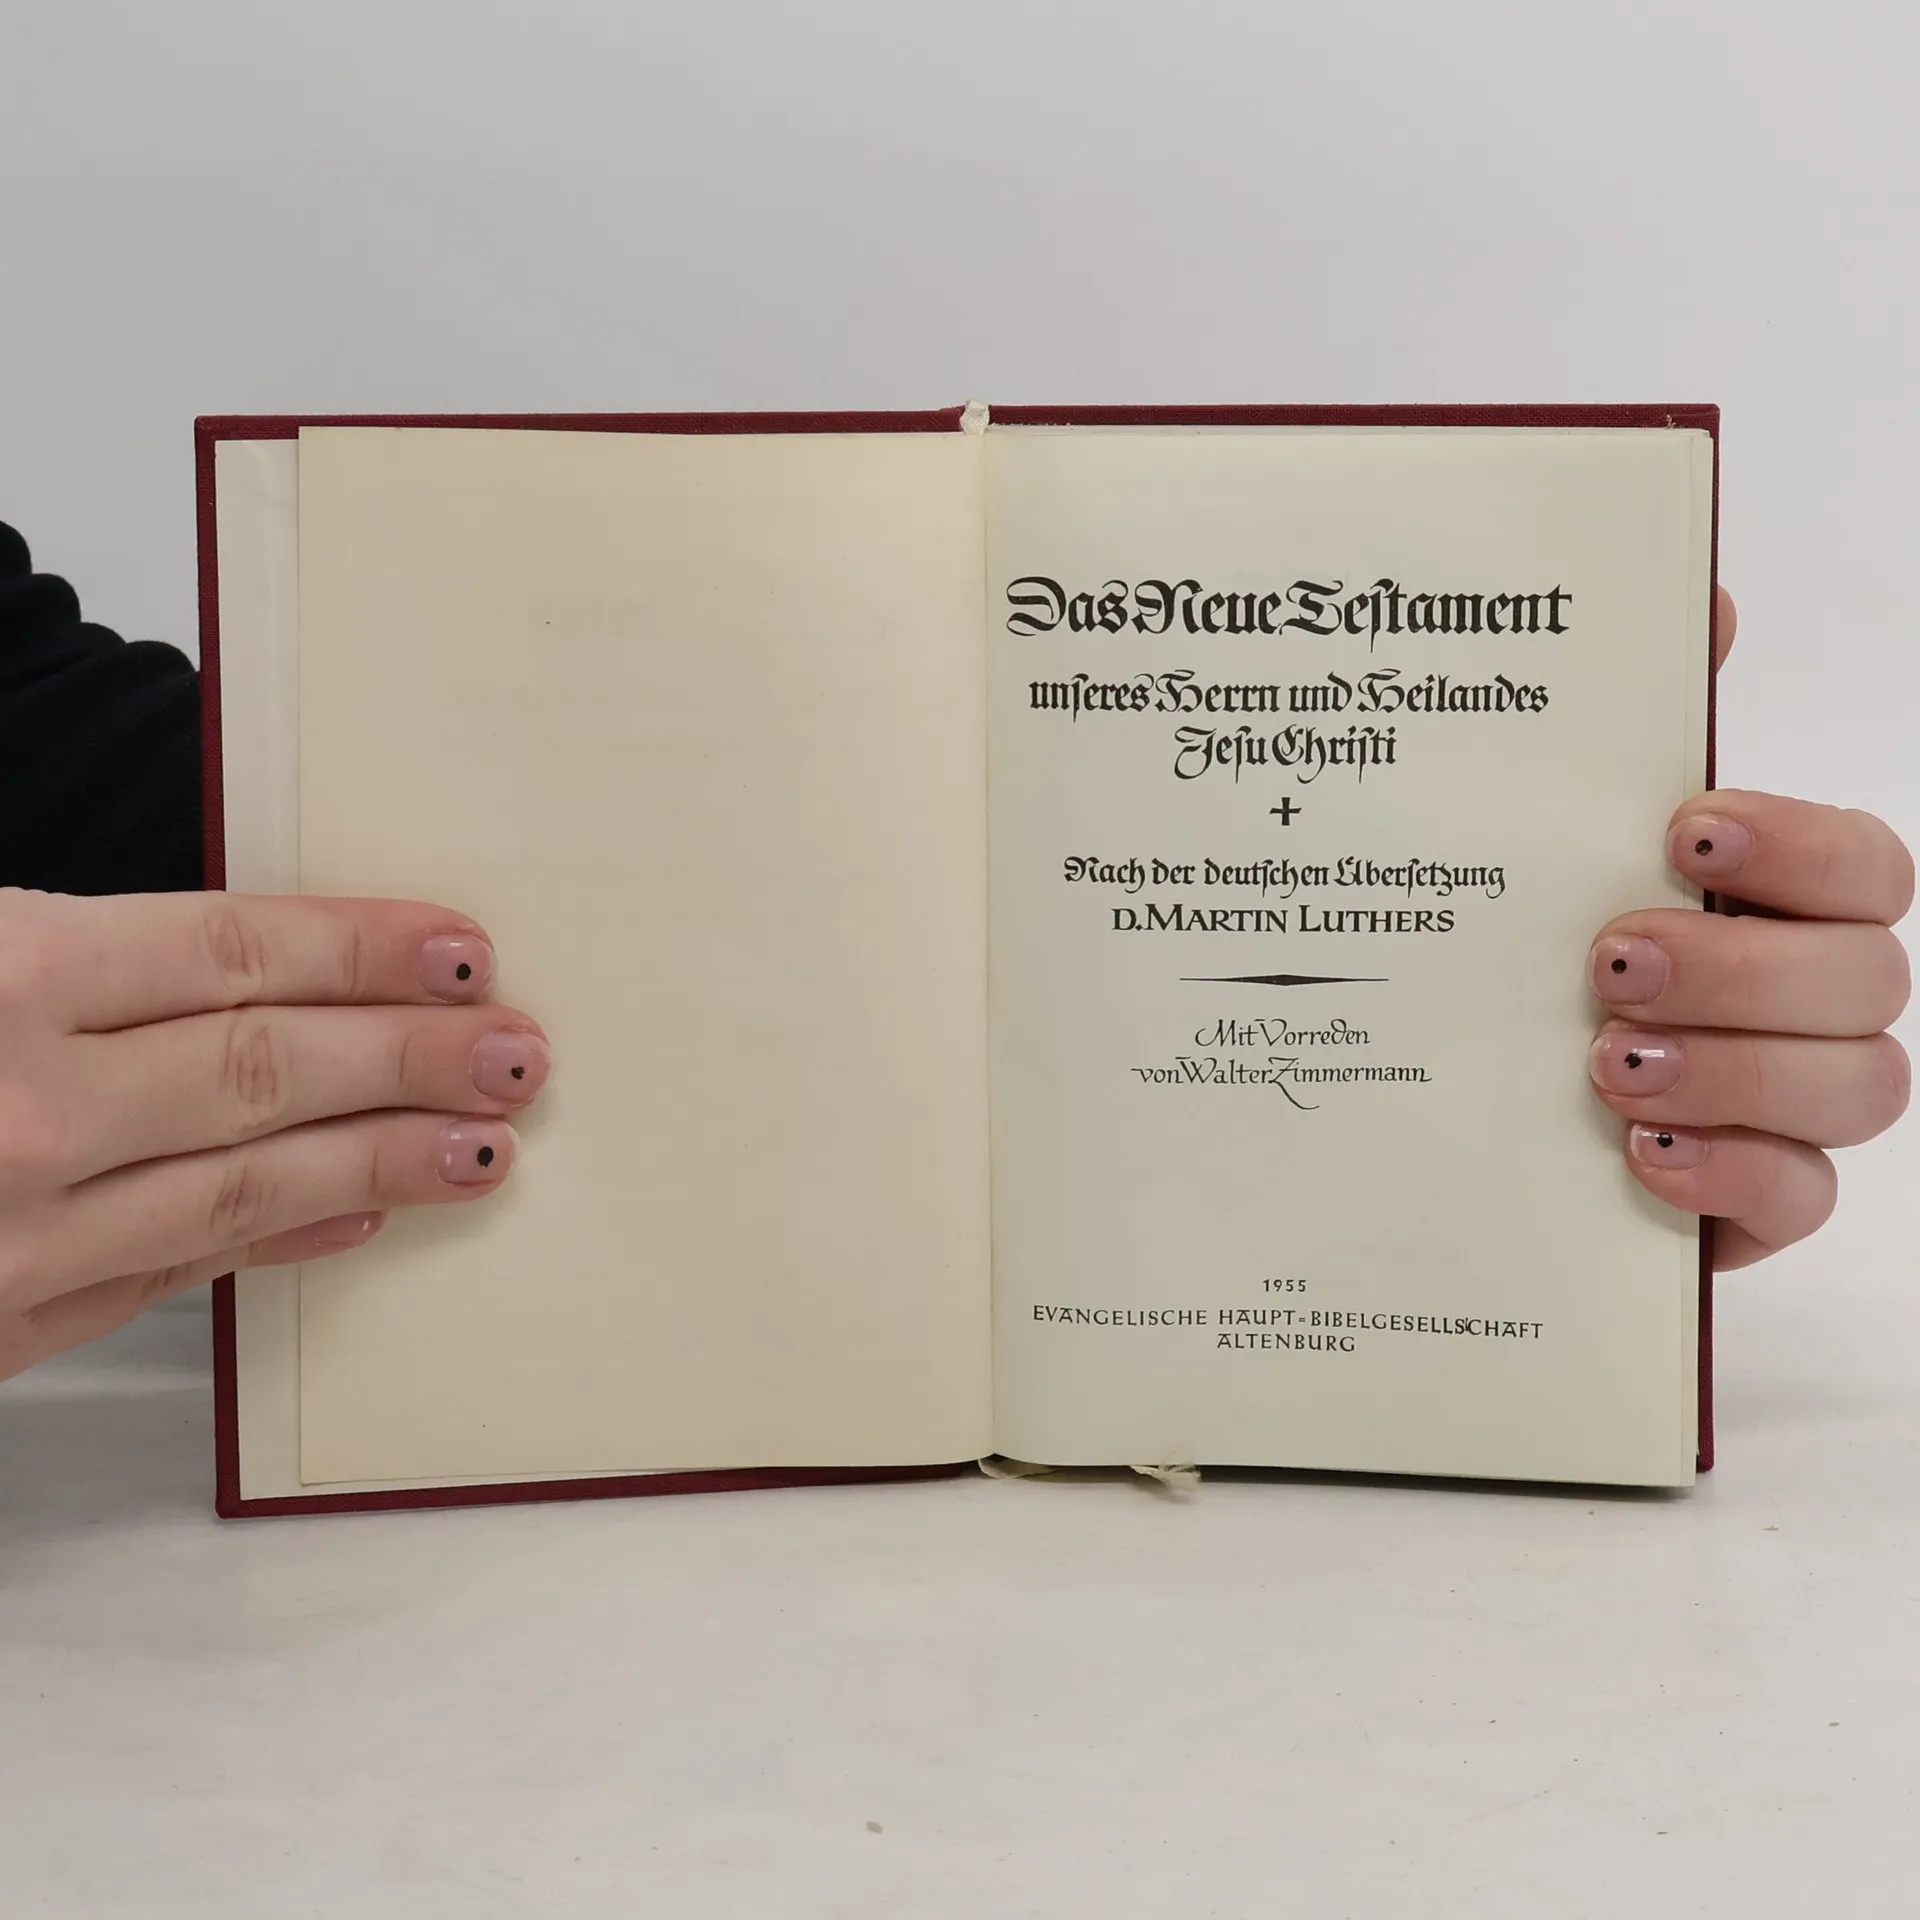 Das Neue Testament
unseres Herrn und Heilandes
Jesu Christi
Nach der deutschen Übersetzung
D. MARTIN LUTHERS
Mit Vorreden
von Walter Zimmermann
1955
EVANGELISCHE HAUPT=BIBELGESELLSCHAFT
ALTENBURG